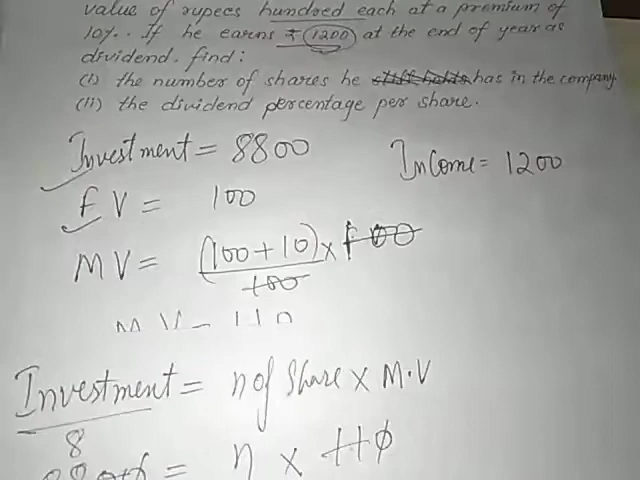 value of rupees hundred each at a premium of
10%. If he earns ₹ 1200 at the end of year as
dividend. find:
(i) the number of shares he has in the company.
(ii) the dividend percentage per share.
Investment = 8800
Income = 1200
F V = 100
MV = (100+10) × 100
100
MV = 110
Investment = n of Share × M.V
8
= n × 110